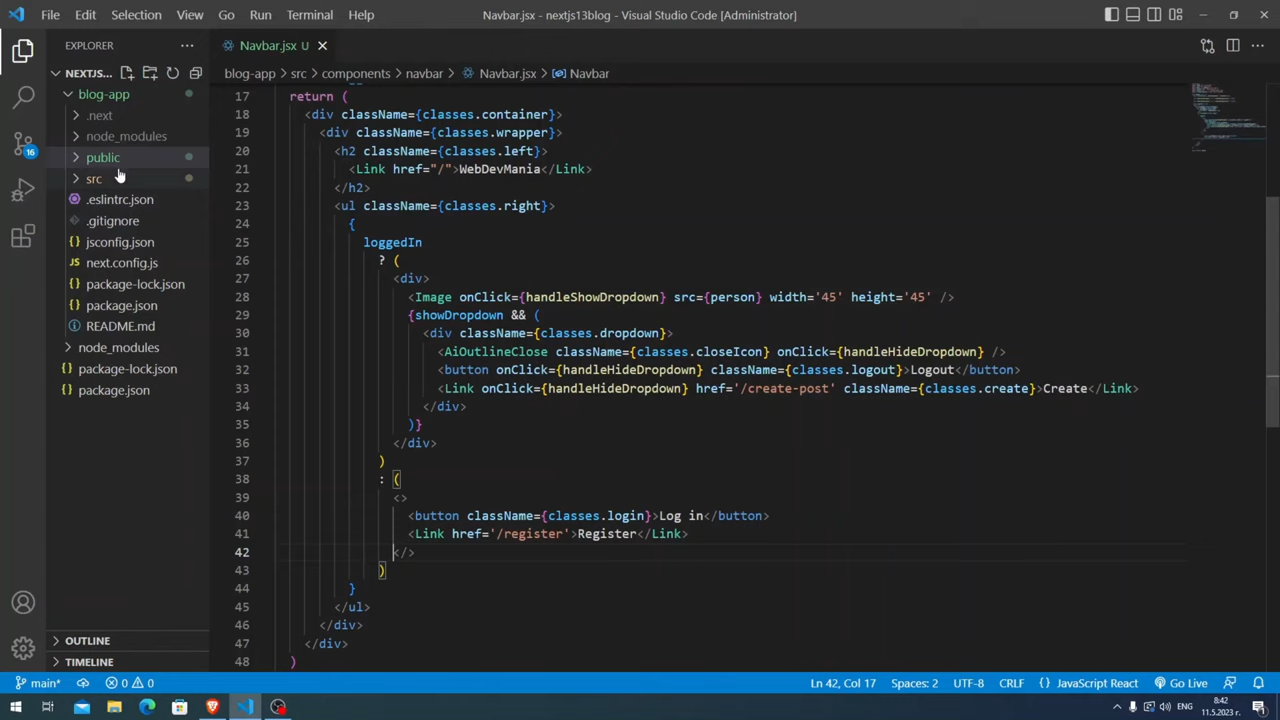 File Edit Selection View Go Run Terminal Help Navbar.jsx - nextjs13blog - Visual Studio Code [Administrator]
EXPLORER
NEXTJS...
blog-app
.next
node_modules
public
src
.eslintrc.json
.gitignore
jsconfig.json
next.config.js
package-lock.json
package.json
README.md
node_modules
package-lock.json
package.json
OUTLINE
TIMELINE
16
Navbar.jsx U
blog-app > src > components > navbar > Navbar.jsx > Navbar
17 return (
18 <div className={classes.container}>
19 <div className={classes.wrapper}>
20 <h2 className={classes.left}>
21 <Link href="/">WebDevMania</Link>
22 </h2>
23 <ul className={classes.right}>
24 {
25 loggedIn
26 ? (
27 <div>
28 <Image onClick={handleShowDropdown} src={person} width='45' height='45' />
29 {showDropdown && (
30 <div className={classes.dropdown}>
31 <AiOutlineClose className={classes.closeIcon} onClick={handleHideDropdown} />
32 <button onClick={handleHideDropdown} className={classes.logout}>Logout</button>
33 <Link onClick={handleHideDropdown} href='/create-post' className={classes.create}>Create</Link>
34 </div>
35 )}
36 </div>
37 )
38 : (
39 <>
40 <button className={classes.login}>Log in</button>
41 <Link href='/register'>Register</Link>
42 </>
43 )
44 }
45 </ul>
46 </div>
47 </div>
48 )
main* 0 0 Ln 42, Col 17 Spaces: 2 UTF-8 CRLF {} JavaScript React Go Live
ENG 8:42
11.5.2023 г.